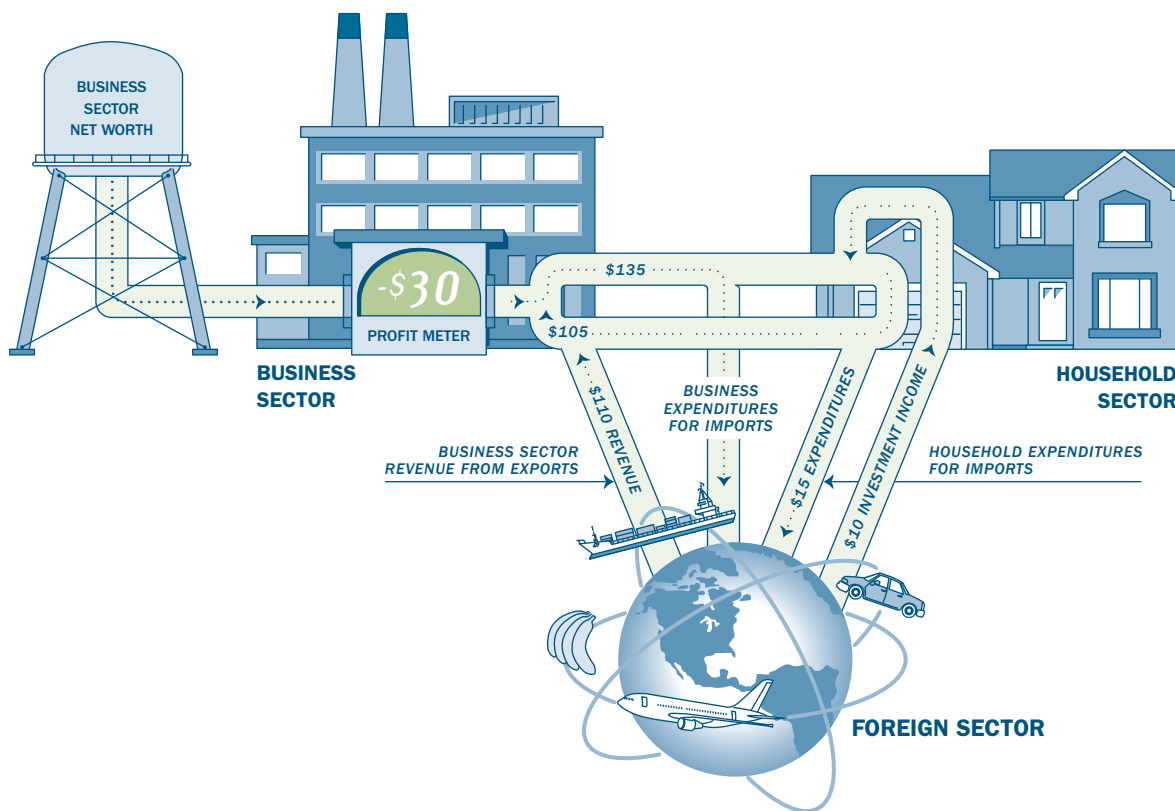 BUSINESS
SECTOR
NET WORTH
-$30
PROFIT METER
$135
$105
BUSINESS
SECTOR
HOUSEHOLD
SECTOR
$110 REVENUE
BUSINESS
EXPENDITURES
FOR IMPORTS
$15 EXPENDITURES
$10 INVESTMENT INCOME
BUSINESS SECTOR
REVENUE FROM EXPORTS
HOUSEHOLD EXPENDITURES
FOR IMPORTS
FOREIGN SECTOR